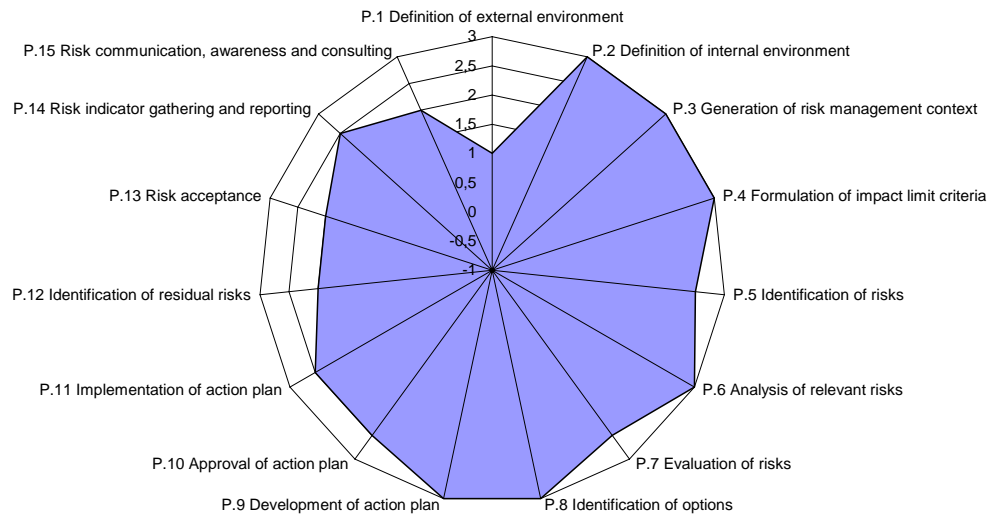 P.1 Definition of external environment
P.2 Definition of internal environment
P.3 Generation of risk management context
P.4 Formulation of impact limit criteria
P.5 Identification of risks
P.6 Analysis of relevant risks
P.7 Evaluation of risks
P.8 Identification of options
P.9 Development of action plan
P.10 Approval of action plan
P.11 Implementation of action plan
P.12 Identification of residual risks
P.13 Risk acceptance
P.14 Risk indicator gathering and reporting
P.15 Risk communication, awareness and consulting
3
2,5
2
1,5
1
0,5
0
-0,5
-1